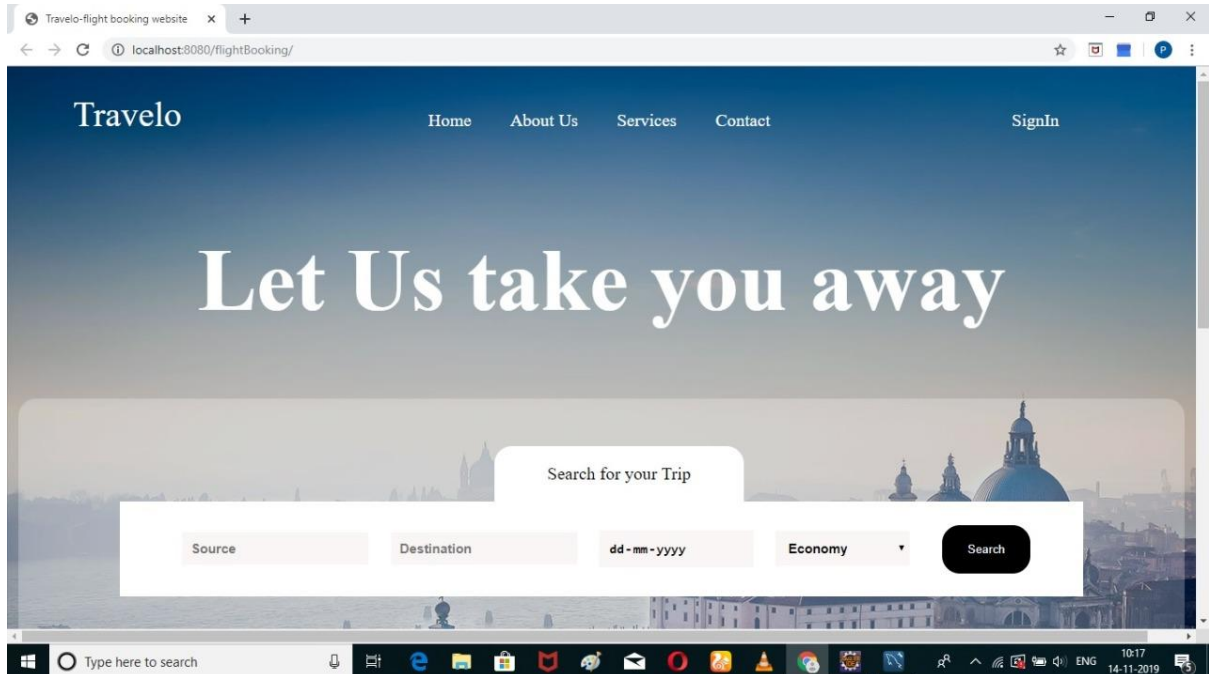 Travelo-flight booking website
localhost:8080/flightBooking/
P
Travelo
Home About Us Services Contact
SignIn
Let Us take you away
Search for your Trip
Source
Destination
dd-mm-yyyy
Economy
Search
Type here to search
ENG
10:17
14-11-2019
5